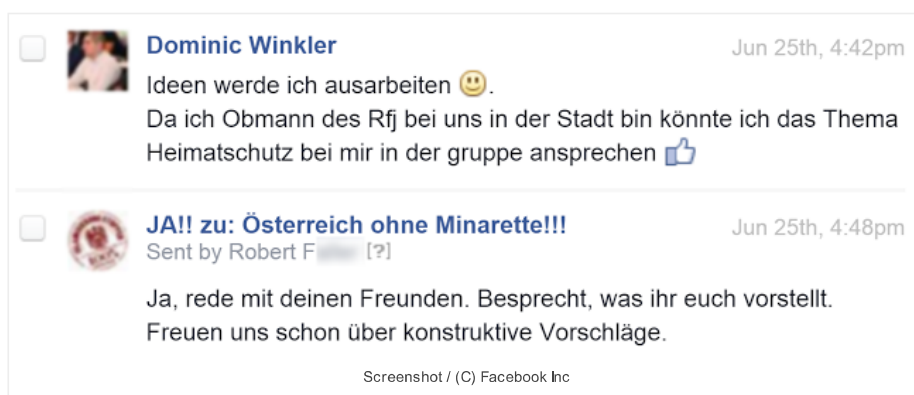 Dominic Winkler
Jun 25th, 4:42pm
Ideen werde ich ausarbeiten 🙂.
Da ich Obmann des Rfj bei uns in der Stadt bin könnte ich das Thema
Heimatschutz bei mir in der gruppe ansprechen 👍
JA!! zu: Österreich ohne Minarette!!!
Jun 25th, 4:48pm
Sent by Robert F [?]
Ja, rede mit deinen Freunden. Besprecht, was ihr euch vorstellt.
Freuen uns schon über konstruktive Vorschläge.
Screenshot / (C) Facebook Inc